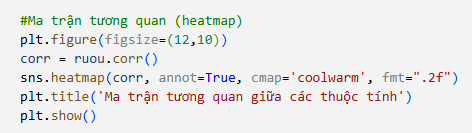 #Ma trận tương quan (heatmap)
plt.figure(figsize=(12,10))
corr = ruou.corr()
sns.heatmap(corr, annot=True, cmap='coolwarm', fmt=".2f")
plt.title('Ma trận tương quan giữa các thuộc tính')
plt.show()